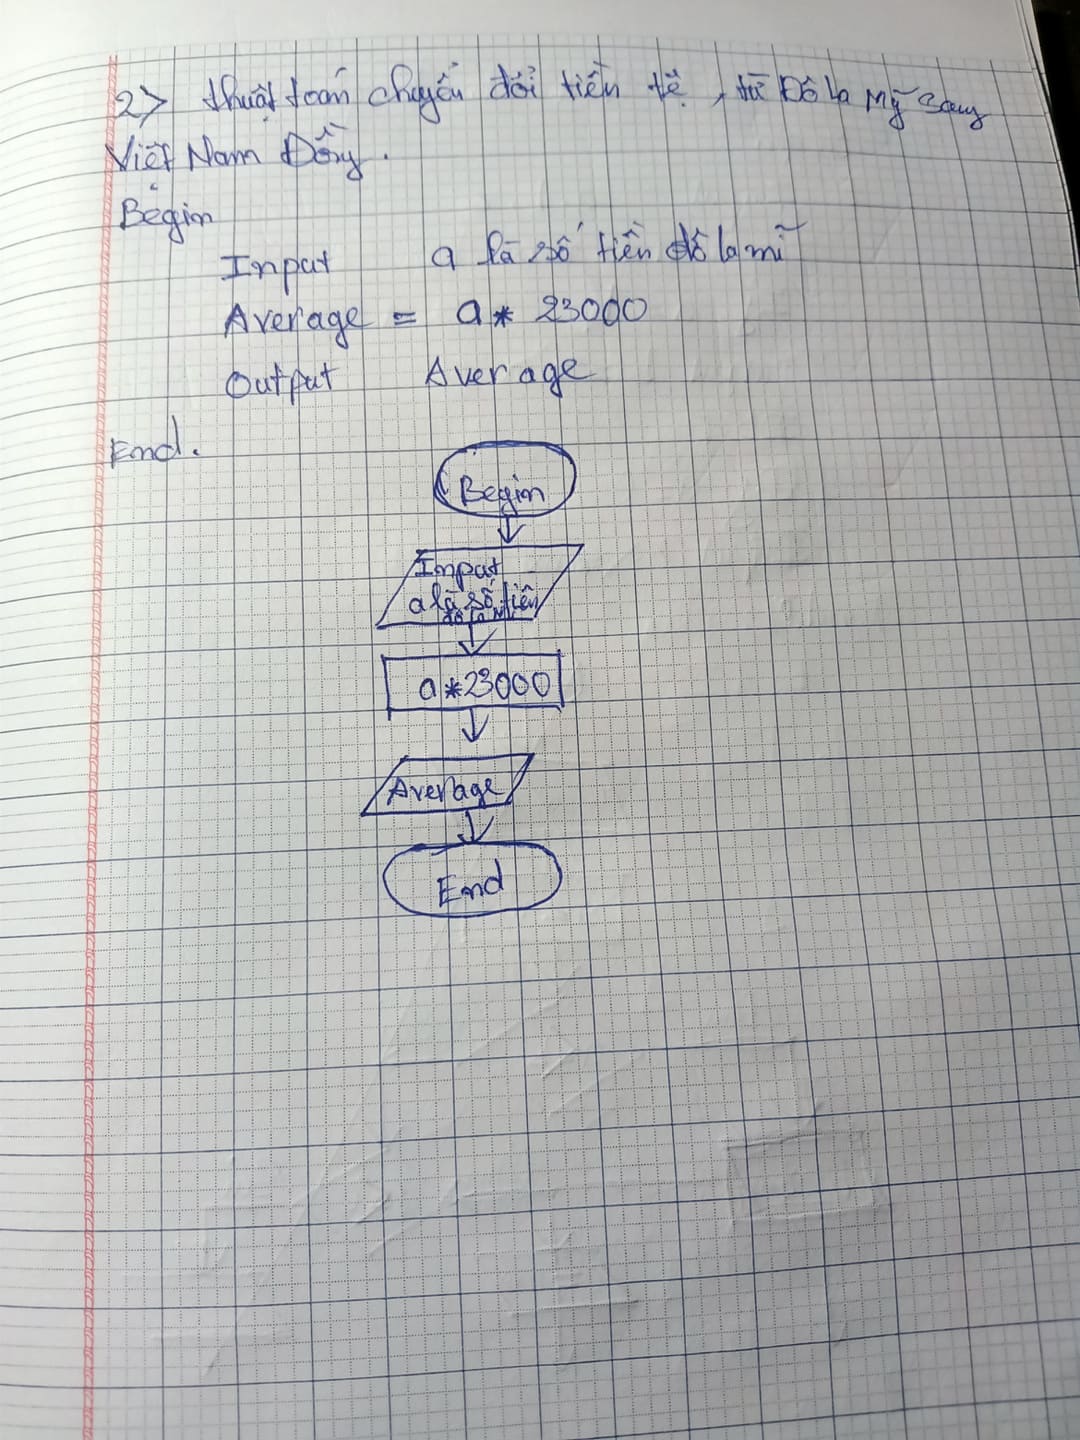 2> thuật toán chuyển đổi tiền tệ, từ Đô la Mỹ sang
Việt Nam Đồng.
Begin
Input a là số tiền đô la mĩ
Average = a * 23000
Output Average
End.
Begin
Input
a là số tiền
đô la Mĩ
a*23000
Average
End